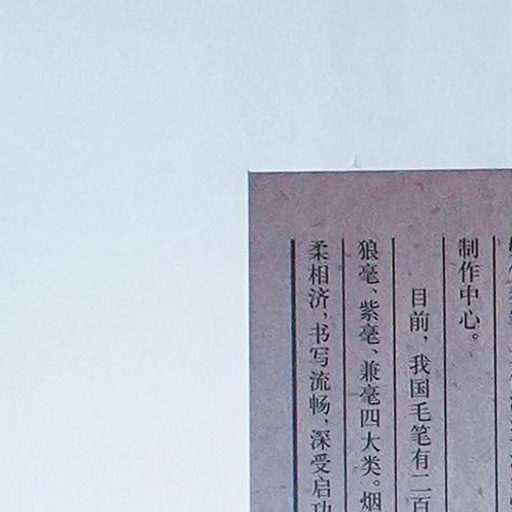 制作中心。
目前，我国毛笔有二百
狼毫、紫毫、兼毫四大类。烟
柔相济，书写流畅，深受启功